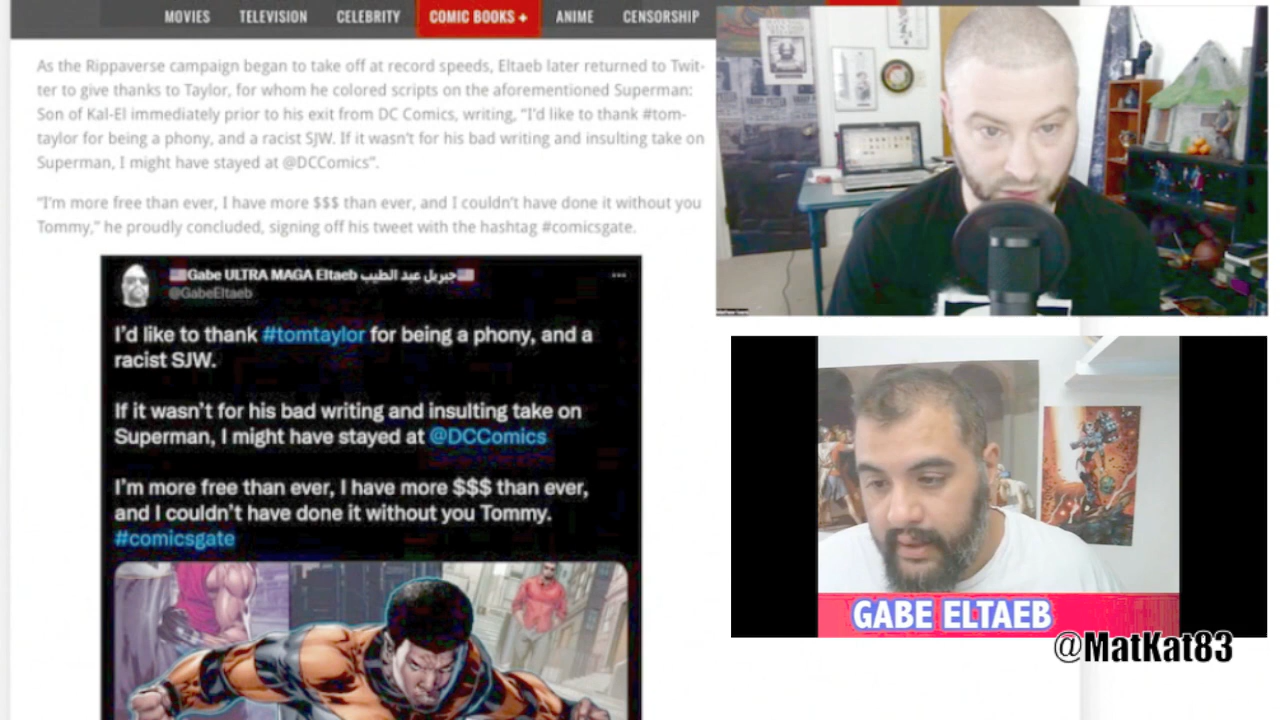 MOVIES TELEVISION CELEBRITY COMIC BOOKS + ANIME CENSORSHIP
As the Rippaverse campaign began to take off at record speeds, Eltaeb later returned to Twit-
ter to give thanks to Taylor, for whom he colored scripts on the aforementioned Superman:
Son of Kal-El immediately prior to his exit from DC Comics, writing, “I’d like to thank #tom-
taylor for being a phony, and a racist SJW. If it wasn’t for his bad writing and insulting take on
Superman, I might have stayed at @DCComics”.
“I’m more free than ever, I have more $$$ than ever, and I couldn’t have done it without you
Tommy,” he proudly concluded, signing off his tweet with the hashtag #comicsgate.
Gabe ULTRA MAGA Eltaeb جبريل عبد الطيب
@GabeEltaeb
I’d like to thank #tomtaylor for being a phony, and a
racist SJW.
If it wasn’t for his bad writing and insulting take on
Superman, I might have stayed at @DCComics
I’m more free than ever, I have more $$$ than ever,
and I couldn’t have done it without you Tommy.
#comicsgate
GABE ELTAEB
@MatKat83